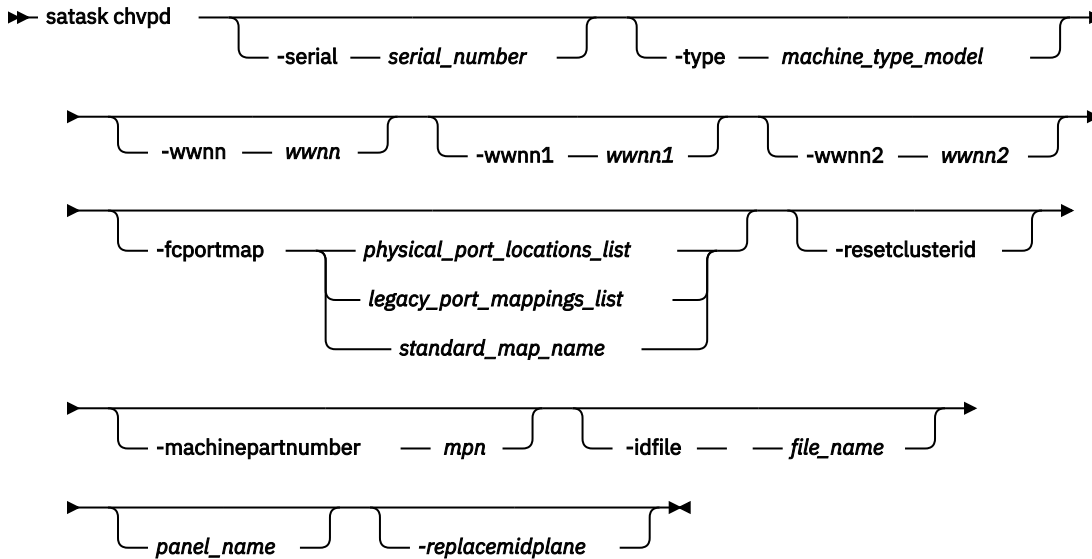 satask chvpd
-serial serial_number -type machine_type_model
-wwnn wwnn -wwnn1 wwnn1 -wwnn2 wwnn2
-fcportmap physical_port_locations_list -resetclusterid
legacy_port_mappings_list
standard_map_name
-machinepartnumber mpn -idfile file_name
panel_name -replacemidplane